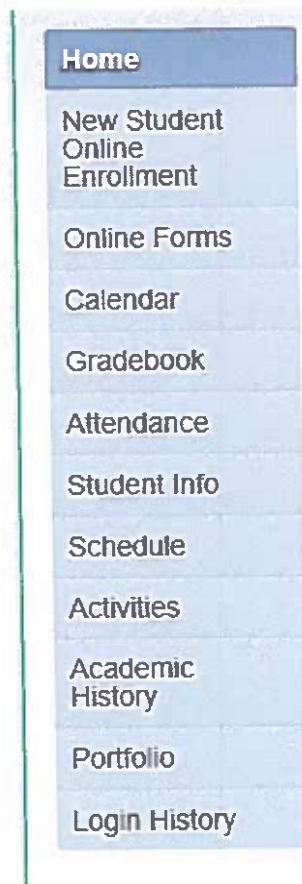 Home
New Student
Online
Enrollment
Online Forms
Calendar
Gradebook
Attendance
Student Info
Schedule
Activities
Academic
History
Portfolio
Login History